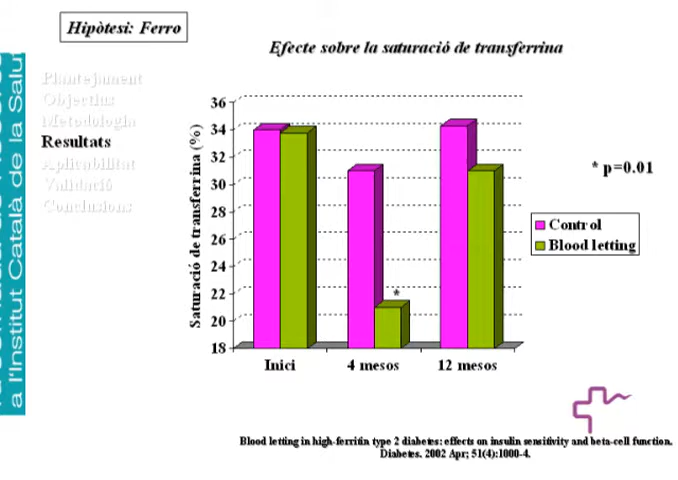 Hipòtesi: Ferro
Efecte sobre la saturació de transferrina
Plantejament
Objectius
Metodologia
Resultats
Aplicabilitat
Validació
Conclusions
a l'Institut Català de la Salut
Saturació de transferrina (%)
36
34
32
30
28
26
24
22
20
18
*
Inici
4 mesos
12 mesos
* p=0.01
Control
Blood letting
Blood letting in high-ferritin type 2 diabetes: effects on insulin sensitivity and beta-cell function.
Diabetes. 2002 Apr; 51(4):1000-4.